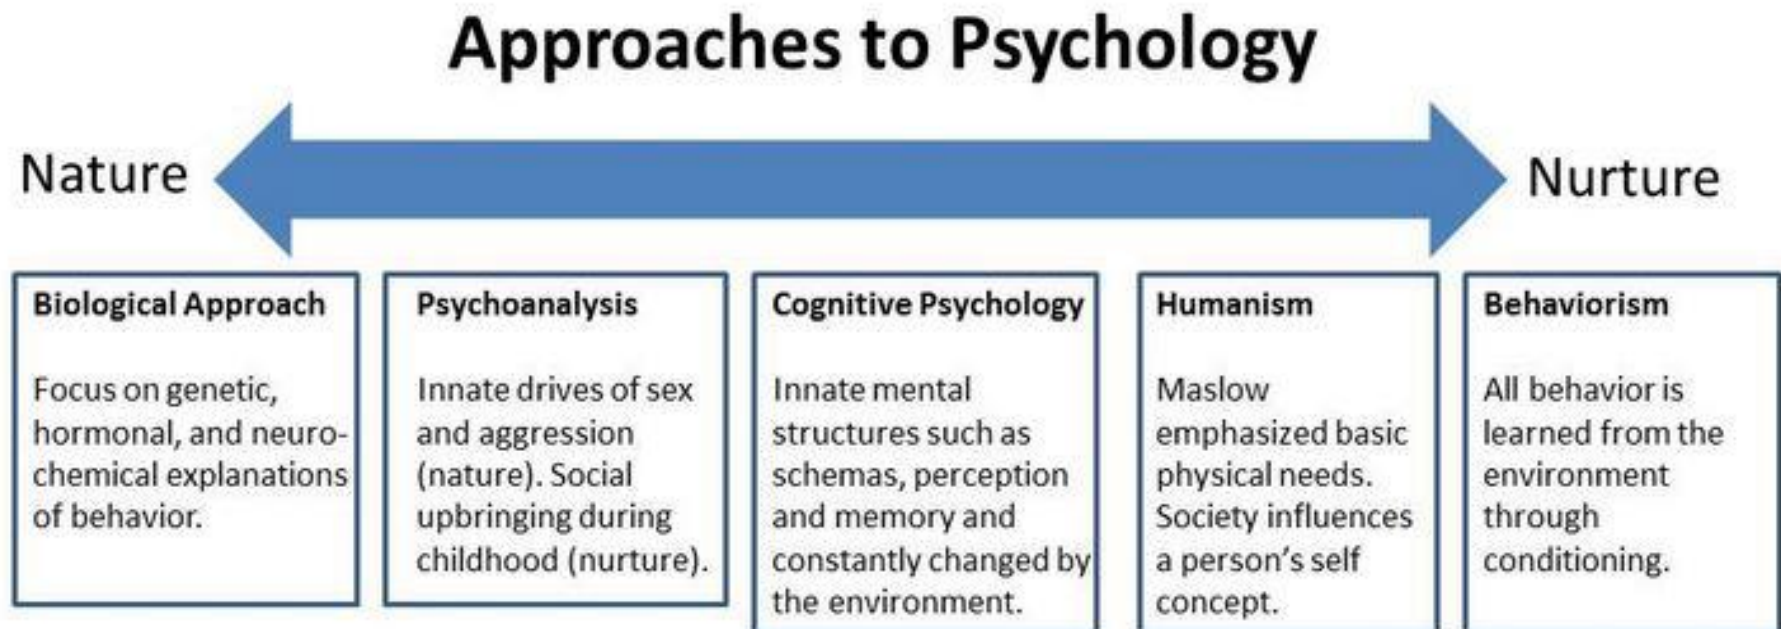 Approaches to Psychology
Nature
Nurture
Biological Approach
Focus on genetic,
hormonal, and neuro-
chemical explanations
of behavior.
Psychoanalysis
Innate drives of sex
and aggression
(nature). Social
upbringing during
childhood (nurture).
Cognitive Psychology
Innate mental
structures such as
schemas, perception
and memory and
constantly changed by
the environment.
Humanism
Maslow
emphasized basic
physical needs.
Society influences
a person's self
concept.
Behaviorism
All behavior is
learned from the
environment
through
conditioning.